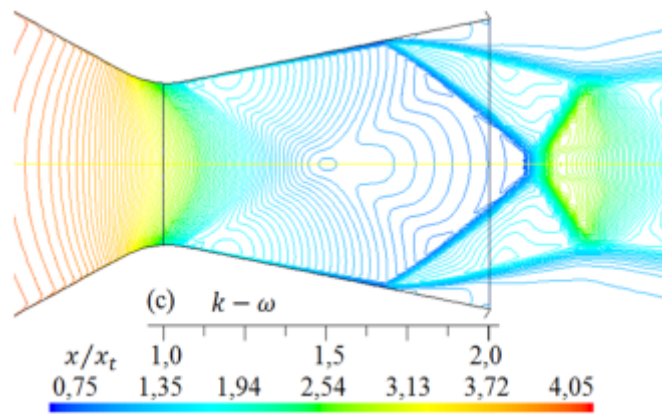 (c) k − ω
x/x_t 1,0 1,5 2,0
0,75 1,35 1,94 2,54 3,13 3,72 4,05